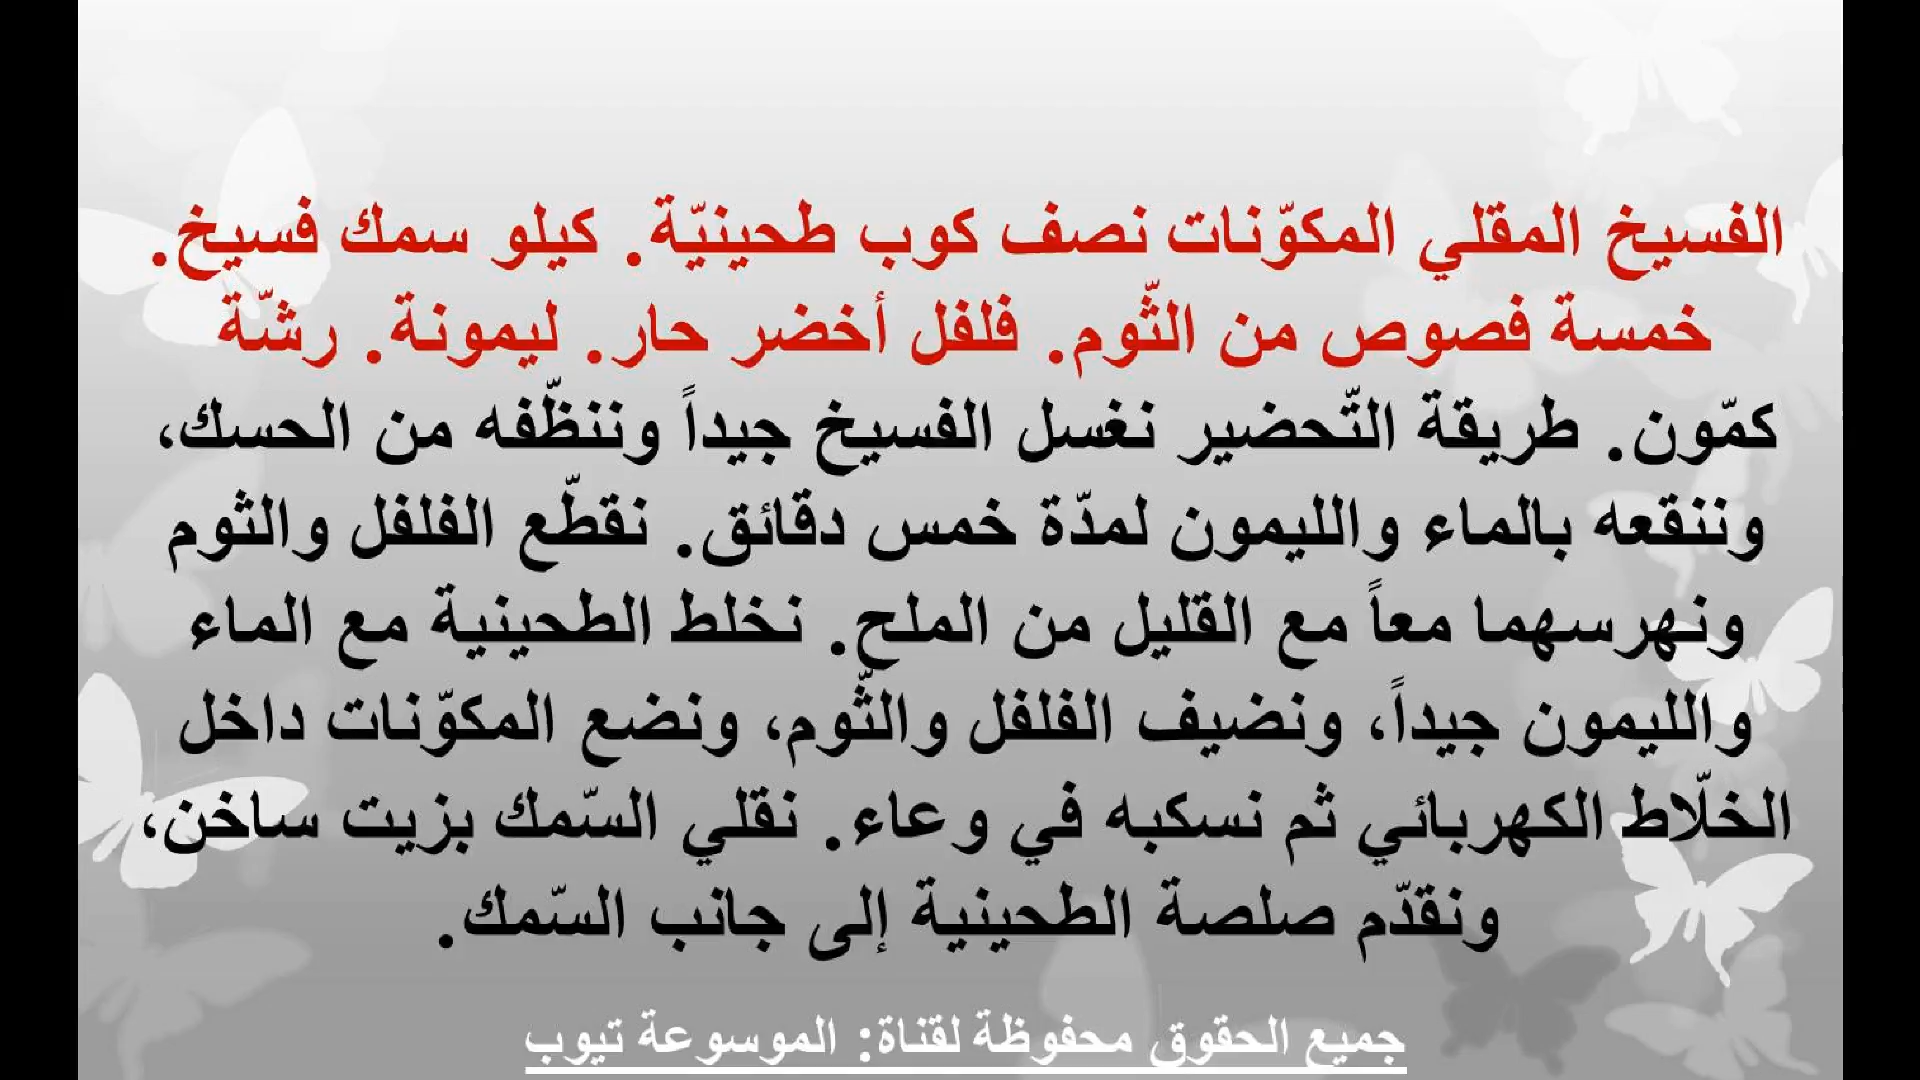 الفسيخ المقلي المكوّنات نصف كوب طحينيّة. كيلو سمك فسيخ.
خمسة فصوص من الثّوم. فلفل أخضر حار. ليمونة. رشّة
كمّون. طريقة التّحضير نغسل الفسيخ جيداً وننظّفه من الحسك،
وننقعه بالماء والليمون لمدّة خمس دقائق. نقطّع الفلفل والثوم
ونهرسهما معاً مع القليل من الملح. نخلط الطحينية مع الماء
والليمون جيداً، ونضيف الفلفل والثّوم، ونضع المكوّنات داخل
الخلّاط الكهربائي ثم نسكبه في وعاء. نقلي السّمك بزيت ساخن،
ونقدّم صلصة الطحينية إلى جانب السّمك.
جميع الحقوق محفوظة لقناة: الموسوعة تيوب